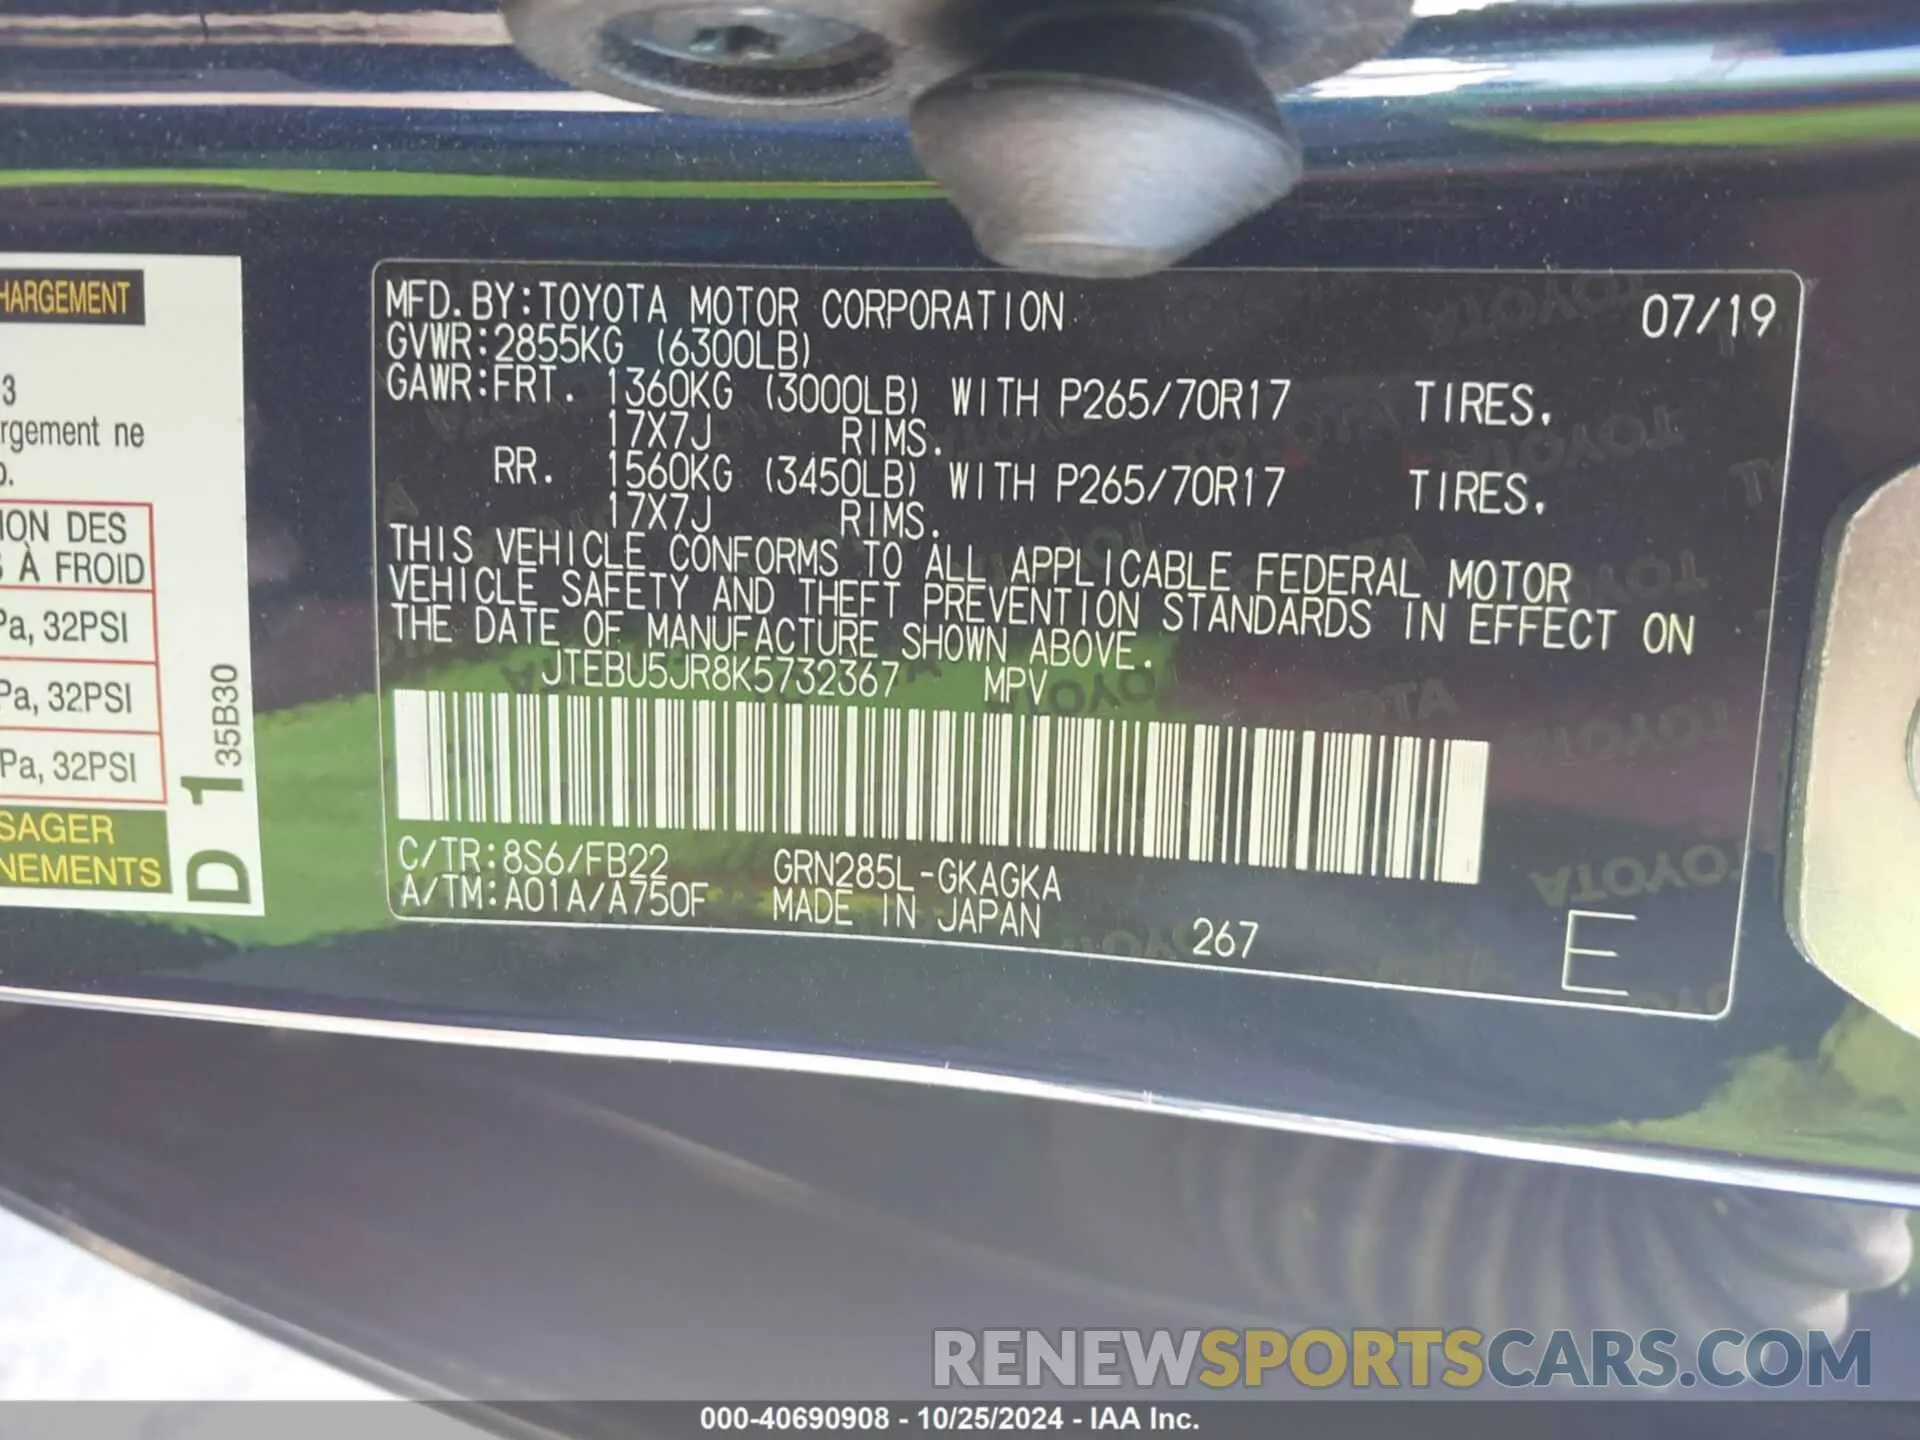 HARGEMENT
3
rgement ne
ION DES
À FROID
Pa, 32PSI
Pa, 32PSI
Pa, 32PSI
SAGER
NEMENTS
D 1
35B30
MFD. BY: TOYOTA MOTOR CORPORATION 07/19
GVWR: 2855KG (6300LB)
GAWR: FRT. 1360KG (3000LB) WITH P265/70R17 TIRES,
17X7J RIMS.
RR. 1560KG (3450LB) WITH P265/70R17 TIRES,
17X7J RIMS.
THIS VEHICLE CONFORMS TO ALL APPLICABLE FEDERAL MOTOR
VEHICLE SAFETY AND THEFT PREVENTION STANDARDS IN EFFECT ON
THE DATE OF MANUFACTURE SHOWN ABOVE.
JTEBU5JR8K5732367 MPV
C/TR: 8S6/FB22 GRN285L-GKAGKA
A/TM: A01A/A750F MADE IN JAPAN 267 E
RENEWSPORTSCARS.COM
000-40690908 - 10/25/2024 - IAA Inc.